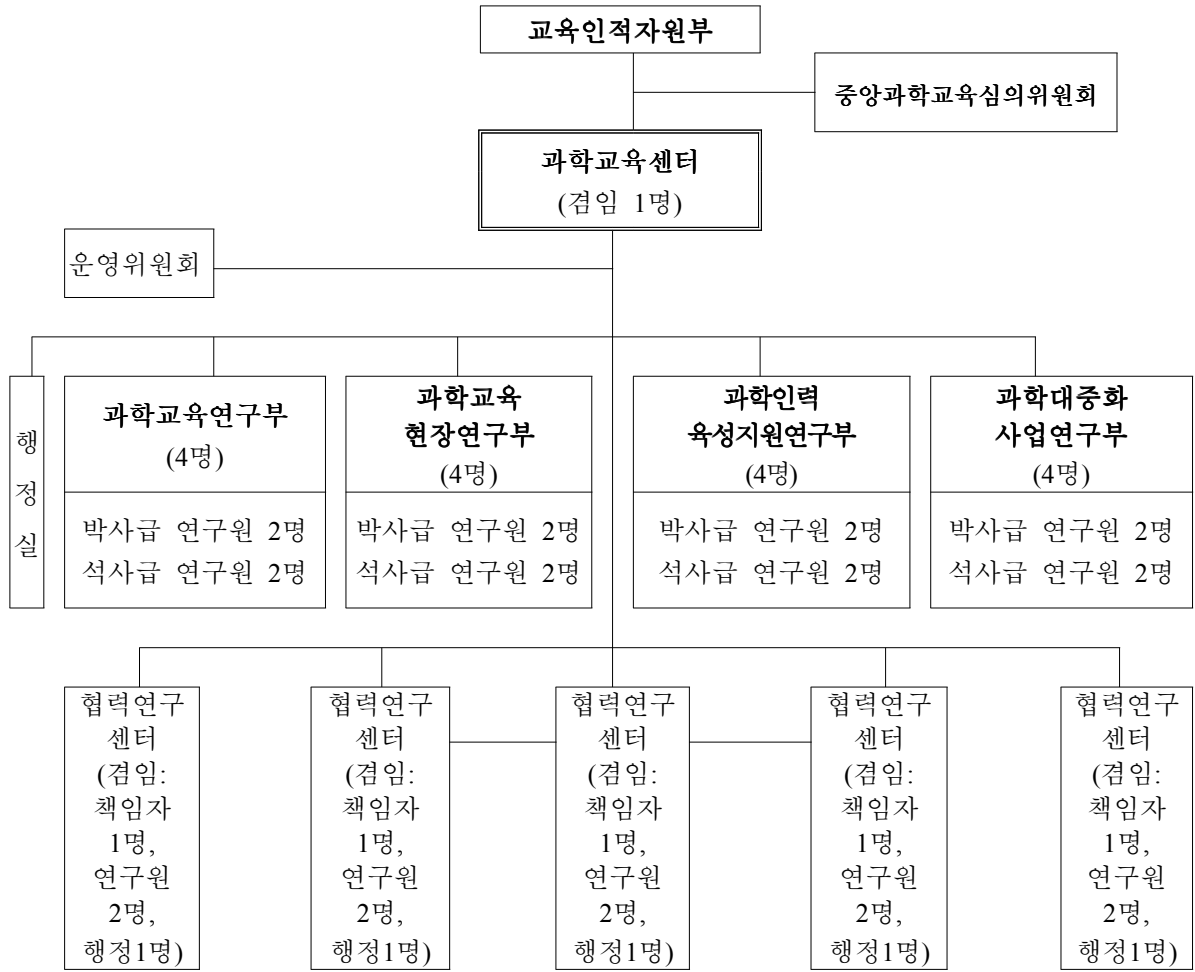 교육인적자원부
중앙과학교육심의위원회
과학교육센터
(겸임 1명)
운영위원회
행
정
실
과학교육연구부
(4명)
박사급 연구원 2명
석사급 연구원 2명
과학교육
현장연구부
(4명)
박사급 연구원 2명
석사급 연구원 2명
과학인력
육성지원연구부
(4명)
박사급 연구원 2명
석사급 연구원 2명
과학대중화
사업연구부
(4명)
박사급 연구원 2명
석사급 연구원 2명
협력연구
센터
(겸임:
책임자
1명,
연구원
2명,
행정1명)
협력연구
센터
(겸임:
책임자
1명,
연구원
2명,
행정1명)
협력연구
센터
(겸임:
책임자
1명,
연구원
2명,
행정1명)
협력연구
센터
(겸임:
책임자
1명,
연구원
2명,
행정1명)
협력연구
센터
(겸임:
책임자
1명,
연구원
2명,
행정1명)